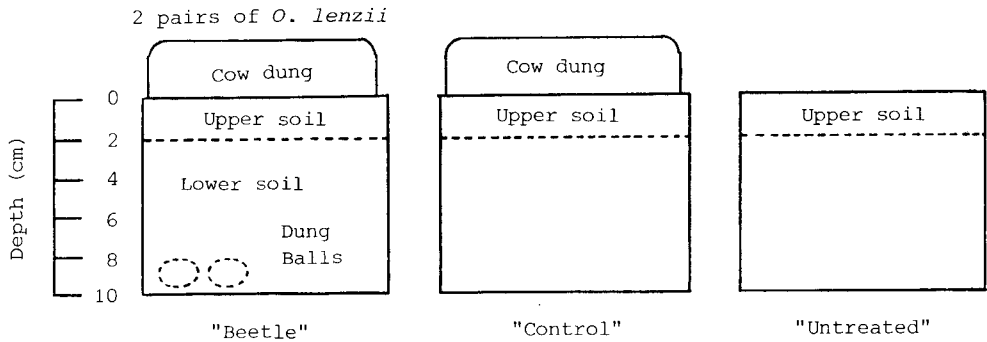 2 pairs of O. lenzii
Cow dung
Cow dung
Depth (cm)
0
2
4
6
8
10
Upper soil
Upper soil
Upper soil
Lower soil
Dung
Balls
"Beetle"
"Control"
"Untreated"